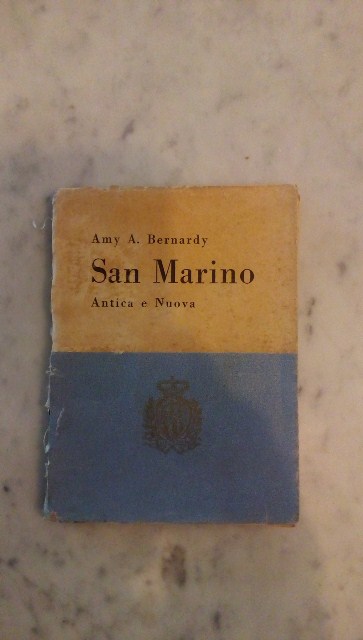 Amy A. Bernardy
San Marino
Antica e Nuova